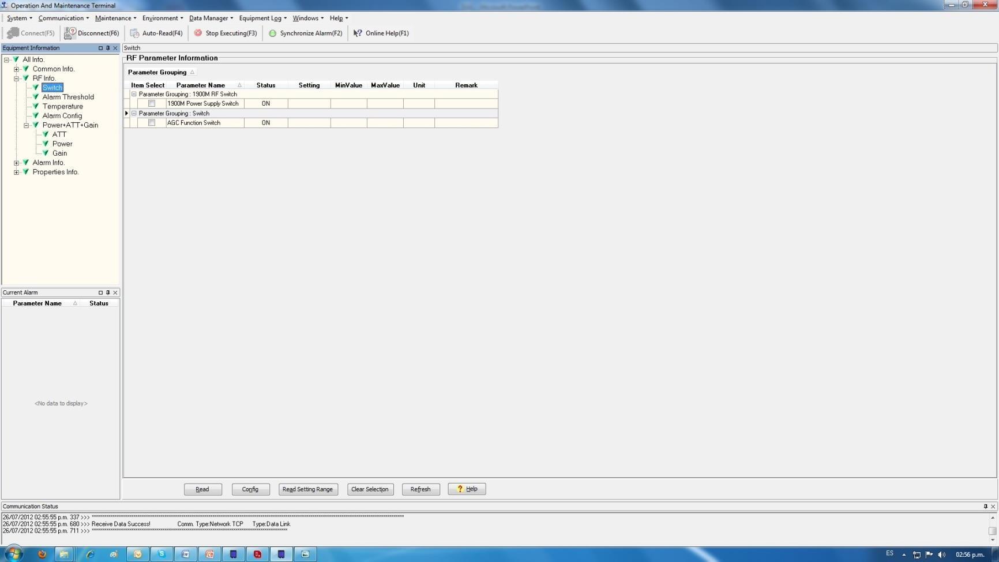 Operation And Maintenance Terminal
System Communication Maintenance Environment Data Manager Equipment Log Windows Help
Connect(F5) Disconnect(F6) Auto-Read(F4) Stop Executing(F3) Synchronize Alarm(F2) Online Help(F1)
Equipment Information
All Info.
Common Info.
RF Info.
Switch
Alarm Threshold
Temperature
Alarm Config
Power+ATT+Gain
ATT
Power
Gain
Alarm Info.
Properties Info.
Switch
RF Parameter Information
Parameter Grouping
Item Select Parameter Name Status Setting MinValue MaxValue Unit Remark
Parameter Grouping : 1900M RF Switch
1900M Power Supply Switch ON
Parameter Grouping : Switch
AGC Function Switch ON
Current Alarm
Parameter Name Status
<No data to display>
Read Config Read Setting Range Clear Selection Refresh ? Help
Communication Status
26/07/2012 02:55:55 p.m. 337 >>>
26/07/2012 02:55:55 p.m. 680 >>> Receive Data Success! Comm. Type:Network TCP Type:Data Link
26/07/2012 02:55:55 p.m. 711 >>>
ES 02:56 p.m.